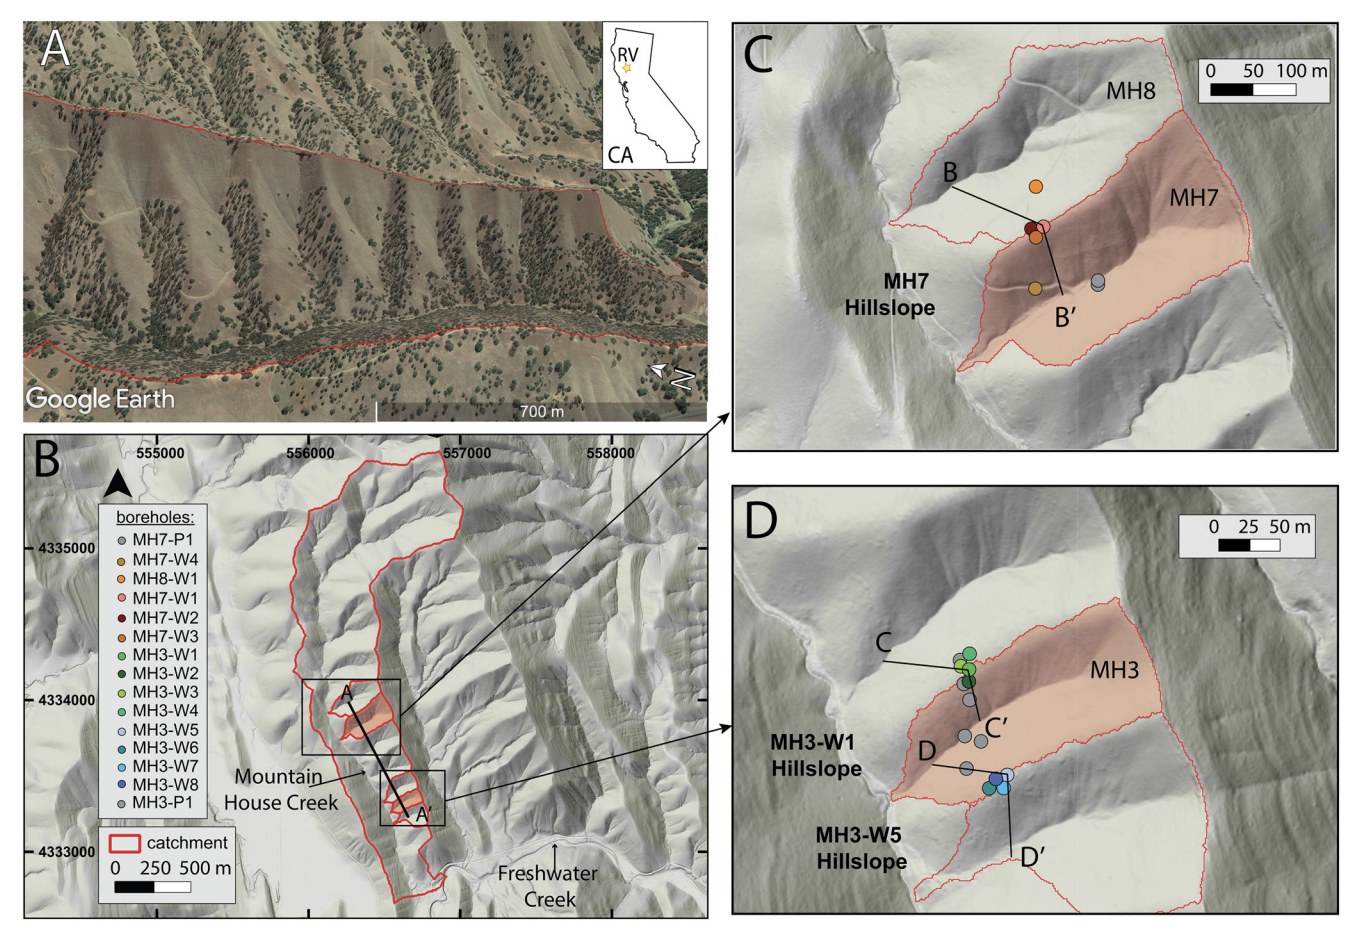 A
RV
CA
Google Earth
700 m
N
B
555000
556000
557000
558000
4335000
4334000
4333000
boreholes:
MH7-P1
MH7-W4
MH8-W1
MH7-W1
MH7-W2
MH7-W3
MH3-W1
MH3-W2
MH3-W3
MH3-W4
MH3-W5
MH3-W6
MH3-W7
MH3-W8
MH3-P1
catchment
0 250 500 m
A
A'
Mountain
House Creek
Freshwater
Creek
C
0 50 100 m
MH8
B
MH7
MH7
Hillslope
B'
D
0 25 50 m
C
MH3
C'
D
MH3-W1
Hillslope
MH3-W5
Hillslope
D'